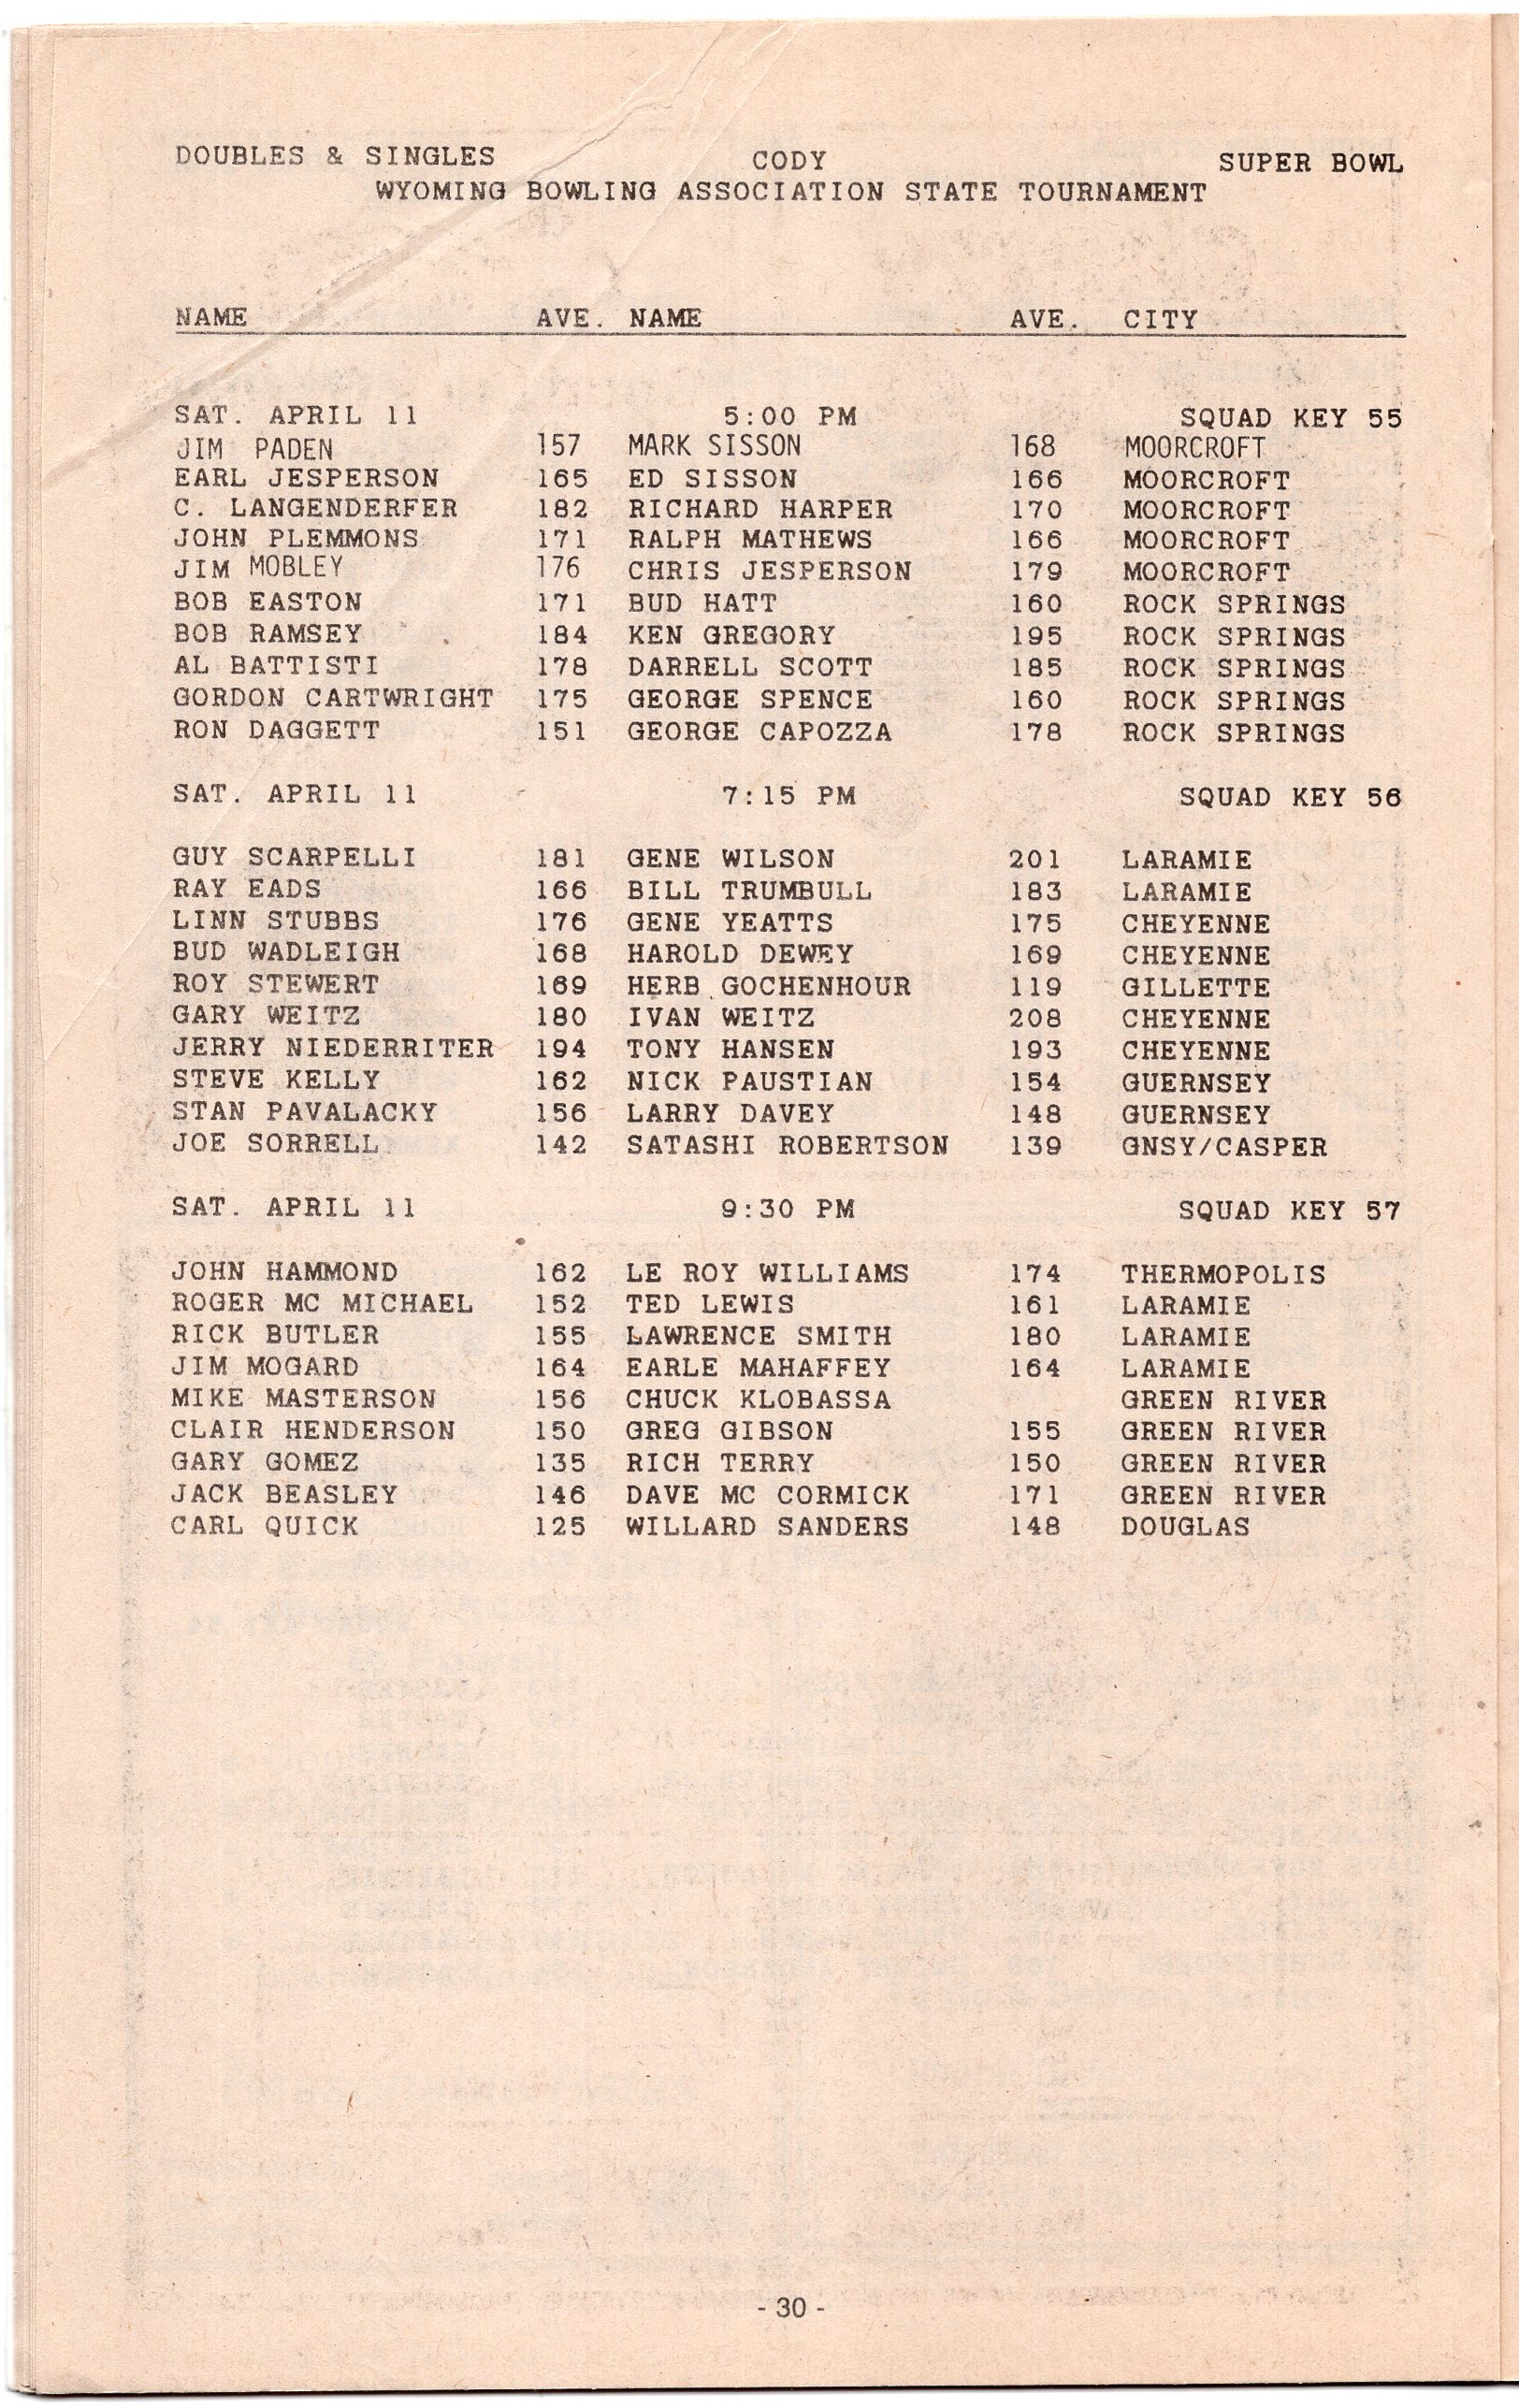 DOUBLES & SINGLES CODY SUPER BOWL
WYOMING BOWLING ASSOCIATION STATE TOURNAMENT
NAME AVE. NAME AVE. CITY
SAT. APRIL 11 5:00 PM SQUAD KEY 55
JIM PADEN 157 MARK SISSON 168 MOORCROFT
EARL JESPERSON 165 ED SISSON 166 MOORCROFT
C. LANGENDERFER 182 RICHARD HARPER 170 MOORCROFT
JOHN PLEMMONS 171 RALPH MATHEWS 166 MOORCROFT
JIM MOBLEY 176 CHRIS JESPERSON 179 MOORCROFT
BOB EASTON 171 BUD HATT 160 ROCK SPRINGS
BOB RAMSEY 184 KEN GREGORY 195 ROCK SPRINGS
AL BATTISTI 178 DARRELL SCOTT 185 ROCK SPRINGS
GORDON CARTWRIGHT 175 GEORGE SPENCE 160 ROCK SPRINGS
RON DAGGETT 151 GEORGE CAPOZZA 178 ROCK SPRINGS
SAT. APRIL 11 7:15 PM SQUAD KEY 56
GUY SCARPELLI 181 GENE WILSON 201 LARAMIE
RAY EADS 166 BILL TRUMBULL 183 LARAMIE
LINN STUBBS 176 GENE YEATTS 175 CHEYENNE
BUD WADLEIGH 168 HAROLD DEWEY 169 CHEYENNE
ROY STEWERT 169 HERB GOCHENHOUR 119 GILLETTE
GARY WEITZ 180 IVAN WEITZ 208 CHEYENNE
JERRY NIEDERRITER 194 TONY HANSEN 193 CHEYENNE
STEVE KELLY 162 NICK PAUSTIAN 154 GUERNSEY
STAN PAVALACKY 156 LARRY DAVEY 148 GUERNSEY
JOE SORRELL 142 SATASHI ROBERTSON 139 GNSY/CASPER
SAT. APRIL 11 9:30 PM SQUAD KEY 57
JOHN HAMMOND 162 LE ROY WILLIAMS 174 THERMOPOLIS
ROGER MC MICHAEL 152 TED LEWIS 161 LARAMIE
RICK BUTLER 155 LAWRENCE SMITH 180 LARAMIE
JIM MOGARD 164 EARLE MAHAFFEY 164 LARAMIE
MIKE MASTERSON 156 CHUCK KLOBASSA GREEN RIVER
CLAIR HENDERSON 150 GREG GIBSON 155 GREEN RIVER
GARY GOMEZ 135 RICH TERRY 150 GREEN RIVER
JACK BEASLEY 146 DAVE MC CORMICK 171 GREEN RIVER
CARL QUICK 125 WILLARD SANDERS 148 DOUGLAS
- 30 -